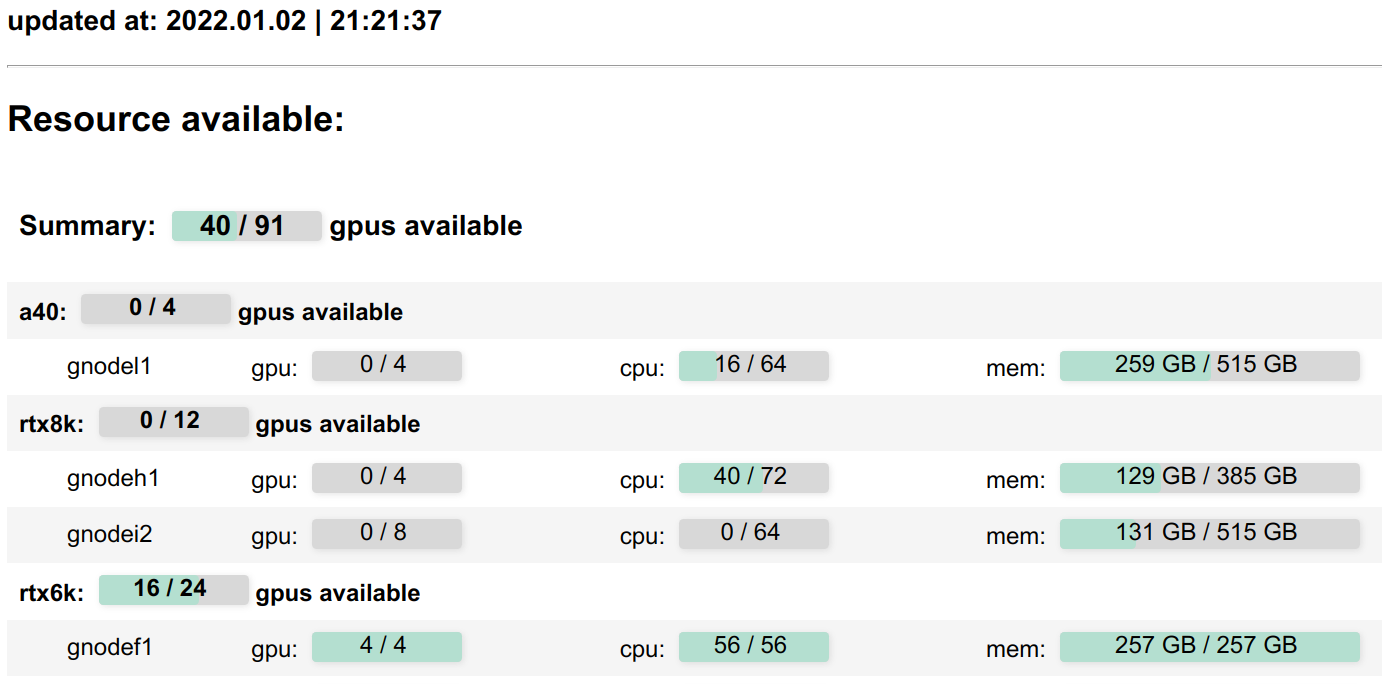 updated at: 2022.01.02 | 21:21:37
Resource available:
Summary: 40 / 91 gpus available
a40: 0 / 4 gpus available
gnodel1 gpu: 0 / 4 cpu: 16 / 64 mem: 259 GB / 515 GB
rtx8k: 0 / 12 gpus available
gnodeh1 gpu: 0 / 4 cpu: 40 / 72 mem: 129 GB / 385 GB
gnodei2 gpu: 0 / 8 cpu: 0 / 64 mem: 131 GB / 515 GB
rtx6k: 16 / 24 gpus available
gnodef1 gpu: 4 / 4 cpu: 56 / 56 mem: 257 GB / 257 GB